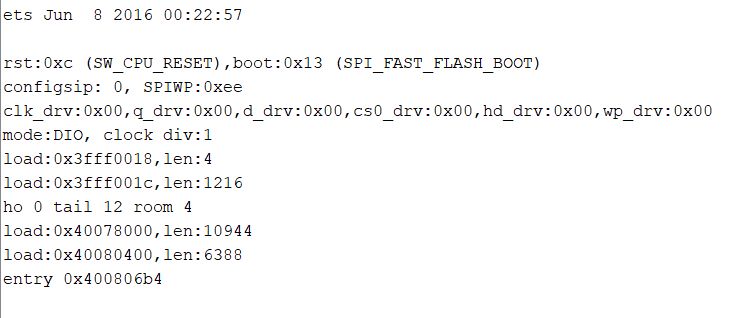 ets Jun  8 2016 00:22:57

rst:0xc (SW_CPU_RESET),boot:0x13 (SPI_FAST_FLASH_BOOT)
configsip: 0, SPIWP:0xee
clk_drv:0x00,q_drv:0x00,d_drv:0x00,cs0_drv:0x00,hd_drv:0x00,wp_drv:0x00
mode:DIO, clock div:1
load:0x3fff0018,len:4
load:0x3fff001c,len:1216
ho 0 tail 12 room 4
load:0x40078000,len:10944
load:0x40080400,len:6388
entry 0x400806b4